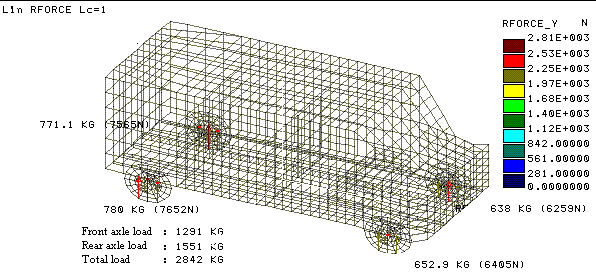 L1n RFORCE Lc=1
RFORCE_Y N
2.81E+003
2.53E+003
2.25E+003
1.97E+003
1.68E+003
1.40E+003
1.12E+003
842.00000
561.00000
281.00000
0.0000000
771.1 KG (7565N)
780 KG (7652N)
638 KG (6259N)
652.9 KG (6405N)
Front axle load : 1291 KG
Rear axle load : 1551 KG
Total load : 2842 KG